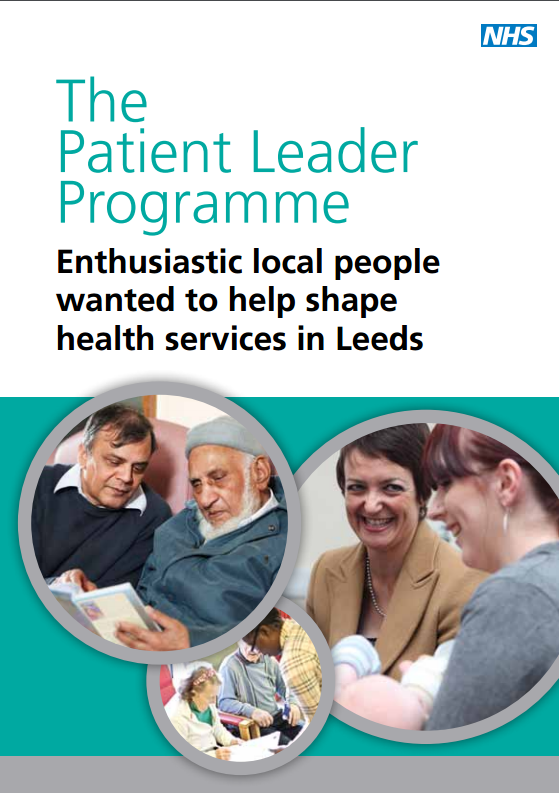 NHS
The
Patient Leader
Programme
Enthusiastic local people
wanted to help shape
health services in Leeds